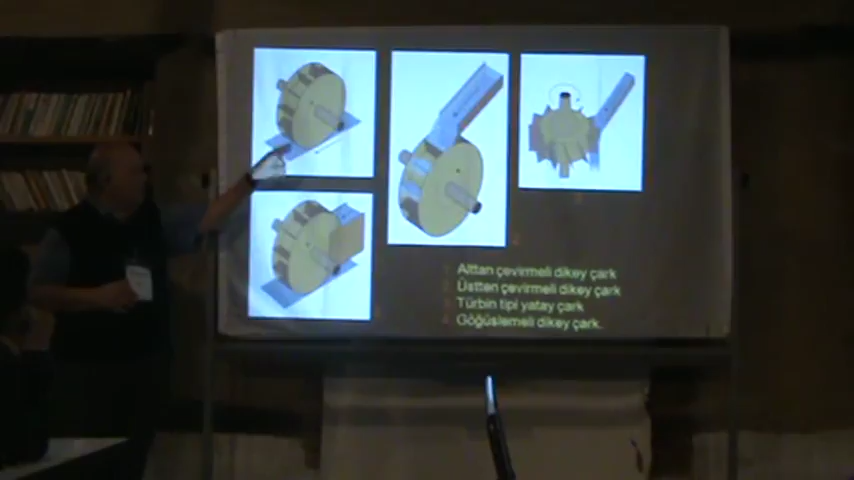 Alttan çevirmeli dikey çark
Üstten çevirmeli dikey çark
Türbin tipi yatay çark
Göğüslemeli dikey çark.